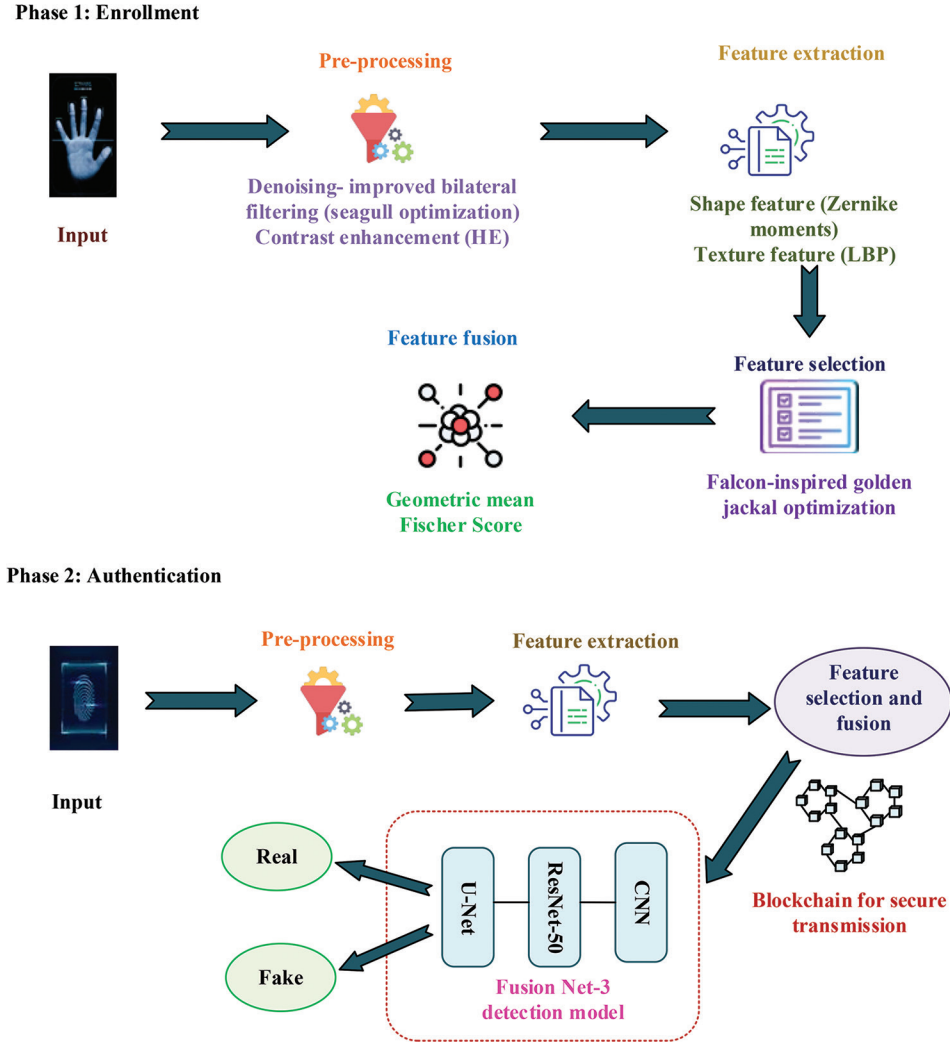 Phase 1: Enrollment
Pre-processing
Feature extraction
Input
Denoising- improved bilateral
filtering (seagull optimization)
Contrast enhancement (HE)
Shape feature (Zernike
moments)
Texture feature (LBP)
Feature fusion
Feature selection
Geometric mean
Fischer Score
Falcon-inspired golden
jackal optimization
Phase 2: Authentication
Pre-processing
Feature extraction
Feature
selection and
fusion
Input
Real
Fake
U-Net
ResNet-50
CNN
Fusion Net-3
detection model
Blockchain for secure
transmission